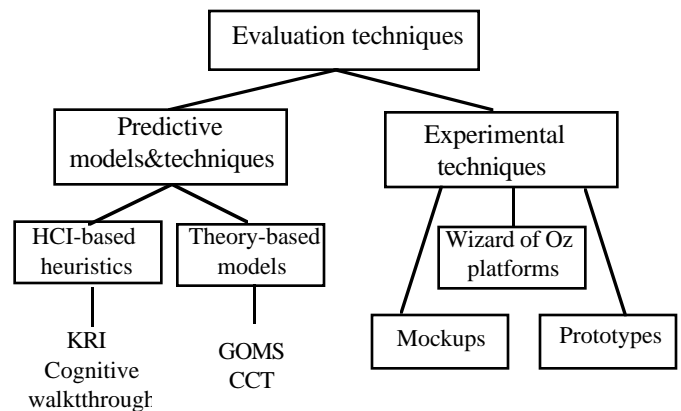 Evaluation techniques
Predictive
models&techniques
Experimental
techniques
HCI-based
heuristics
Theory-based
models
Wizard of Oz
platforms
Mockups
Prototypes
KRI
Cognitive
walktthrough
GOMS
CCT